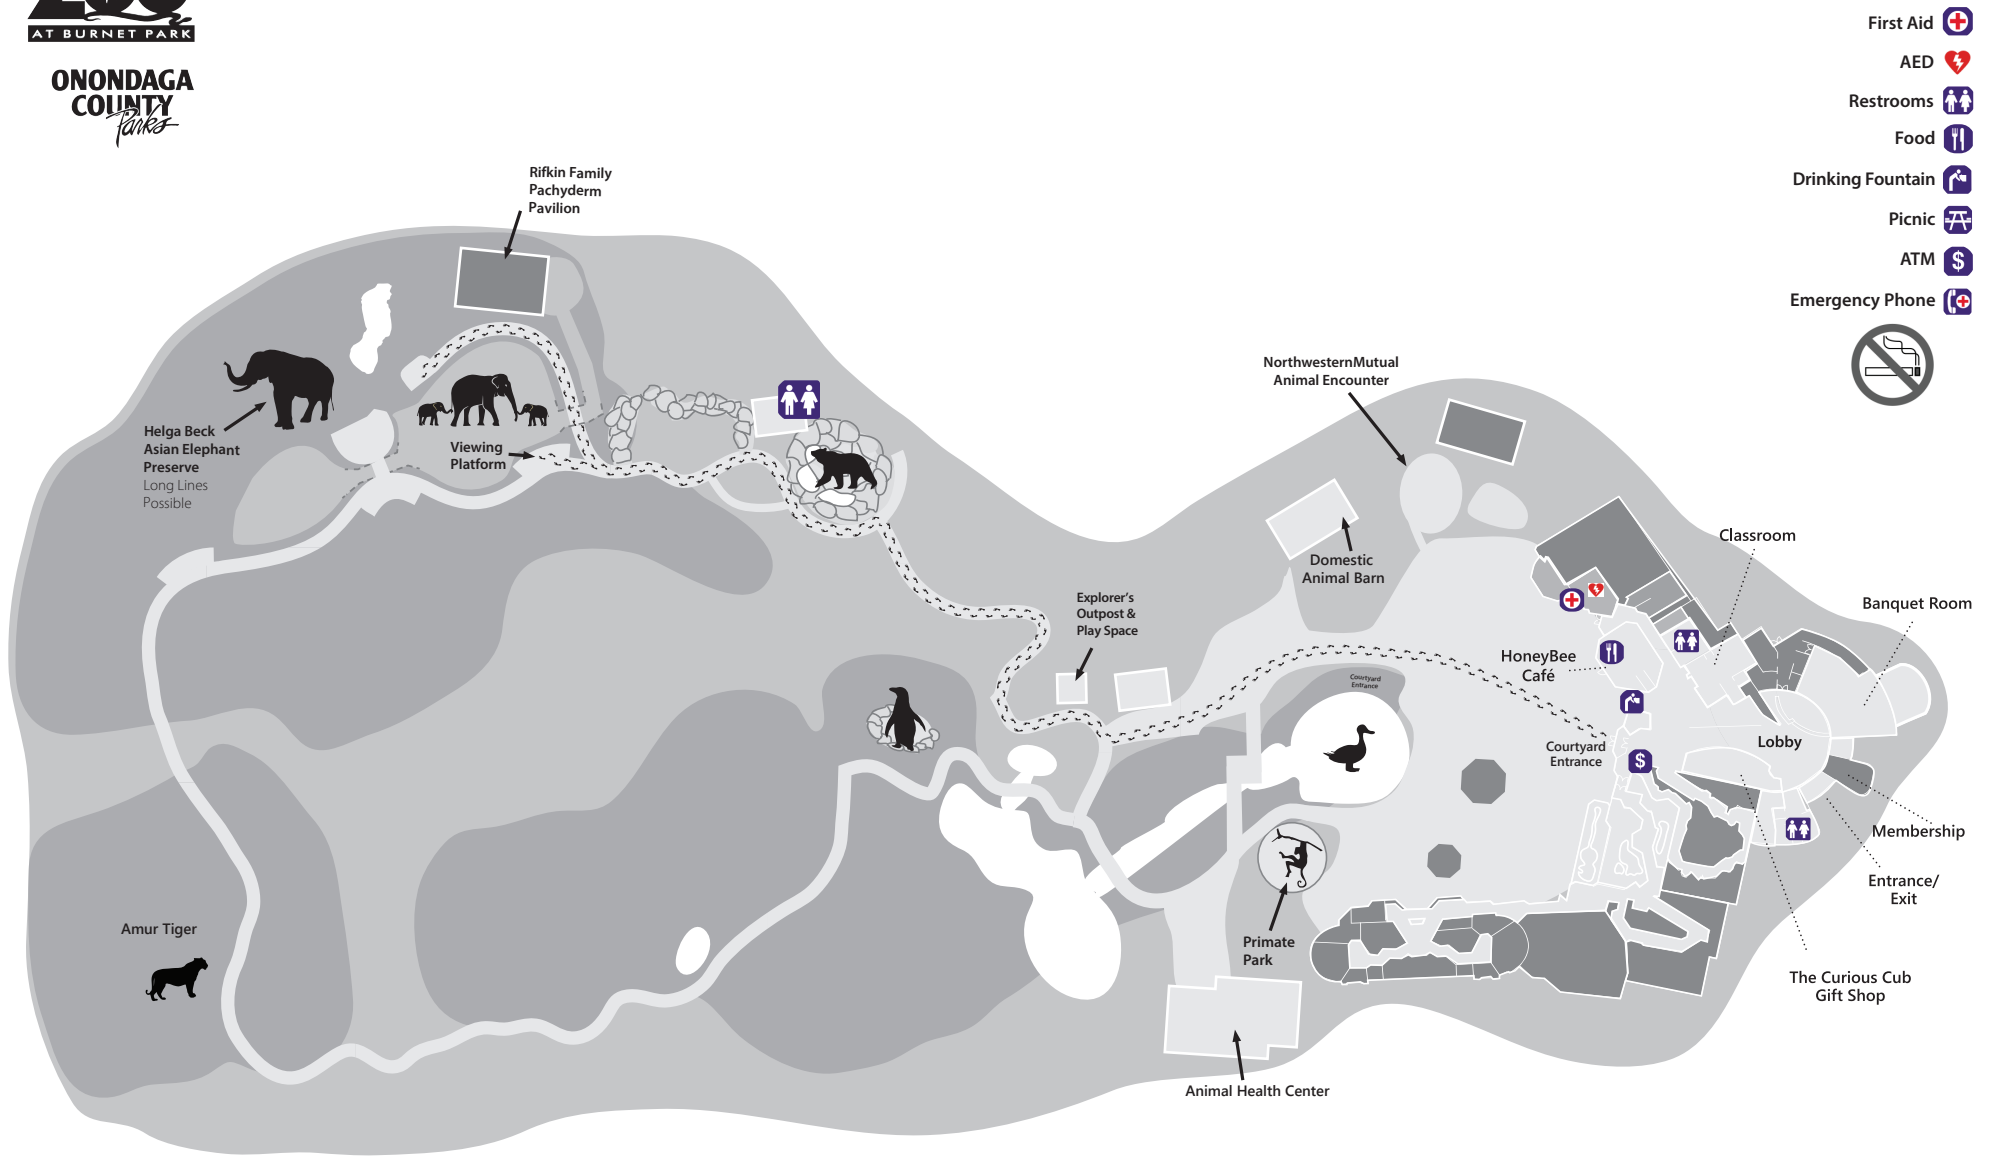 ZOO
AT BURNET PARK
ONONDAGA
COUNTY
Parks
First Aid
AED
Restrooms
Food
Drinking Fountain
Picnic
ATM
$
Emergency Phone
Rifkin Family
Pachyderm
Pavilion
NorthwesternMutual
Animal Encounter
Helga Beck
Asian Elephant
Preserve
Long Lines
Possible
Viewing
Platform
Domestic
Animal Barn
Classroom
Banquet Room
Explorer's
Outpost &
Play Space
HoneyBee
Café
Courtyard
Entrance
Courtyard
Entrance
$
Lobby
Membership
Entrance/
Exit
Amur Tiger
Primate
Park
The Curious Cub
Gift Shop
Animal Health Center